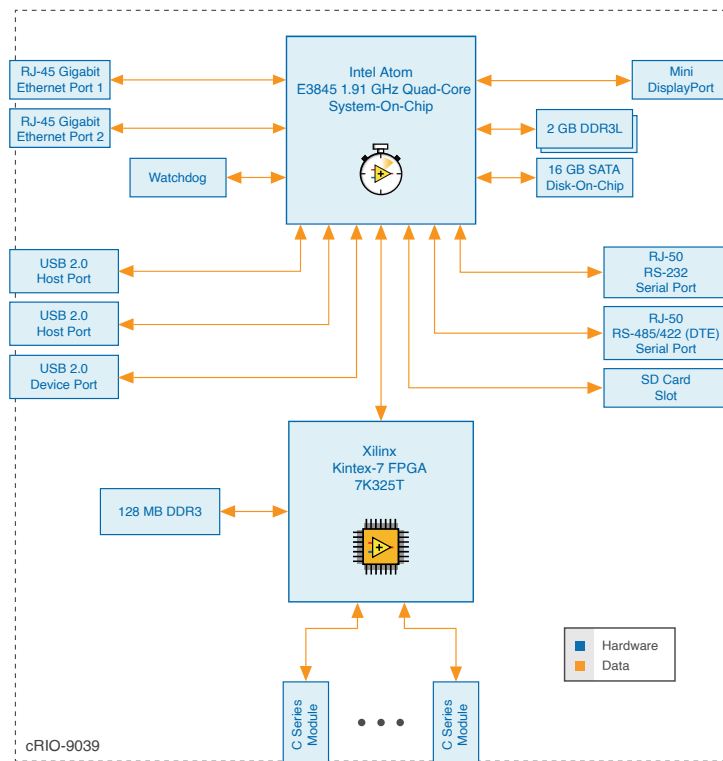 RJ-45 Gigabit
Ethernet Port 1
RJ-45 Gigabit
Ethernet Port 2
Watchdog
Intel Atom
E3845 1.91 GHz Quad-Core
System-On-Chip
Mini
DisplayPort
2 GB DDR3L
16 GB SATA
Disk-On-Chip
USB 2.0
Host Port
USB 2.0
Host Port
USB 2.0
Device Port
RJ-50
RS-232
Serial Port
RJ-50
RS-485/422 (DTE)
Serial Port
SD Card
Slot
Xilinx
Kintex-7 FPGA
7K325T
128 MB DDR3
Hardware
Data
C Series
Module
C Series
Module
cRIO-9039